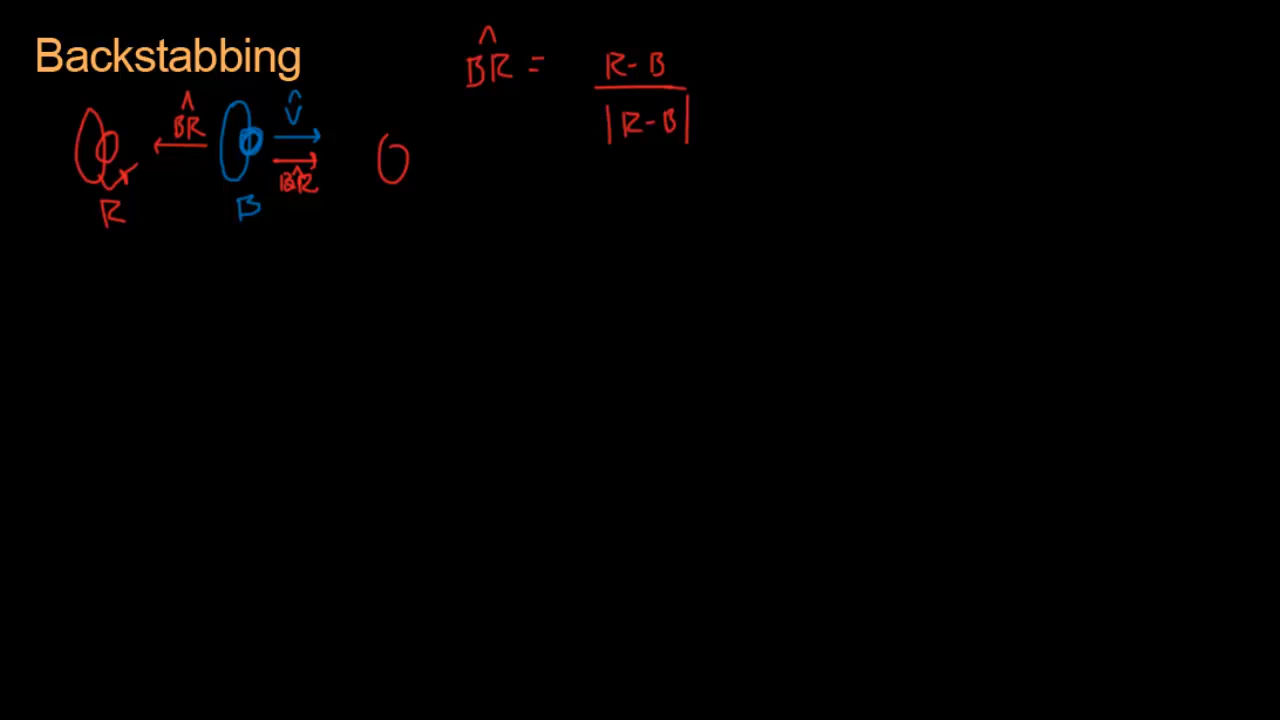 Backstabbing
B̂R = R - B
|R - B|
B̂R
V̂
B̂R
R
B